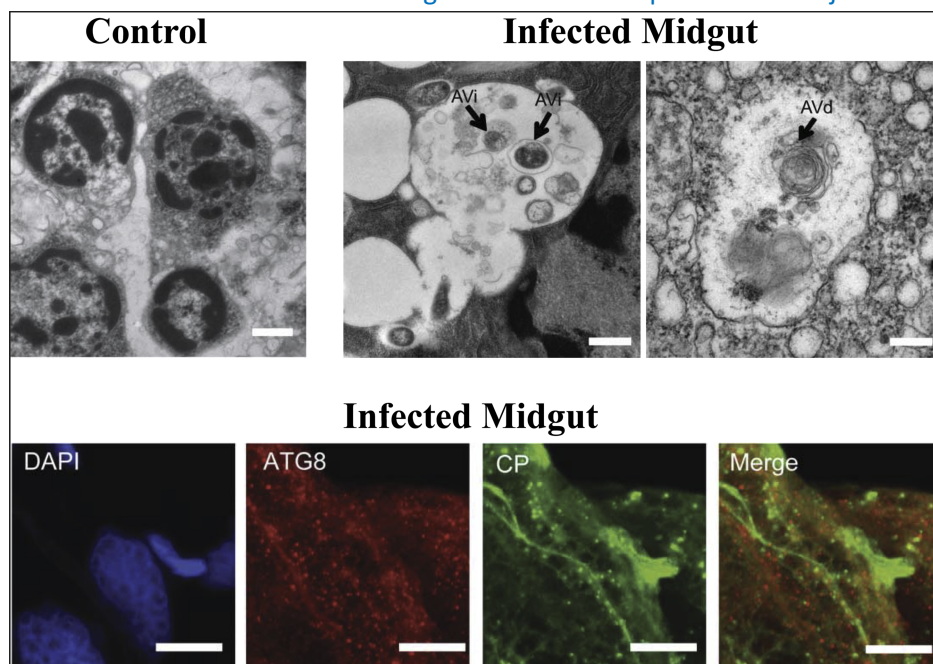 Control
Infected Midgut
AVi
AVi
AVd
Infected Midgut
DAPI
ATG8
CP
Merge